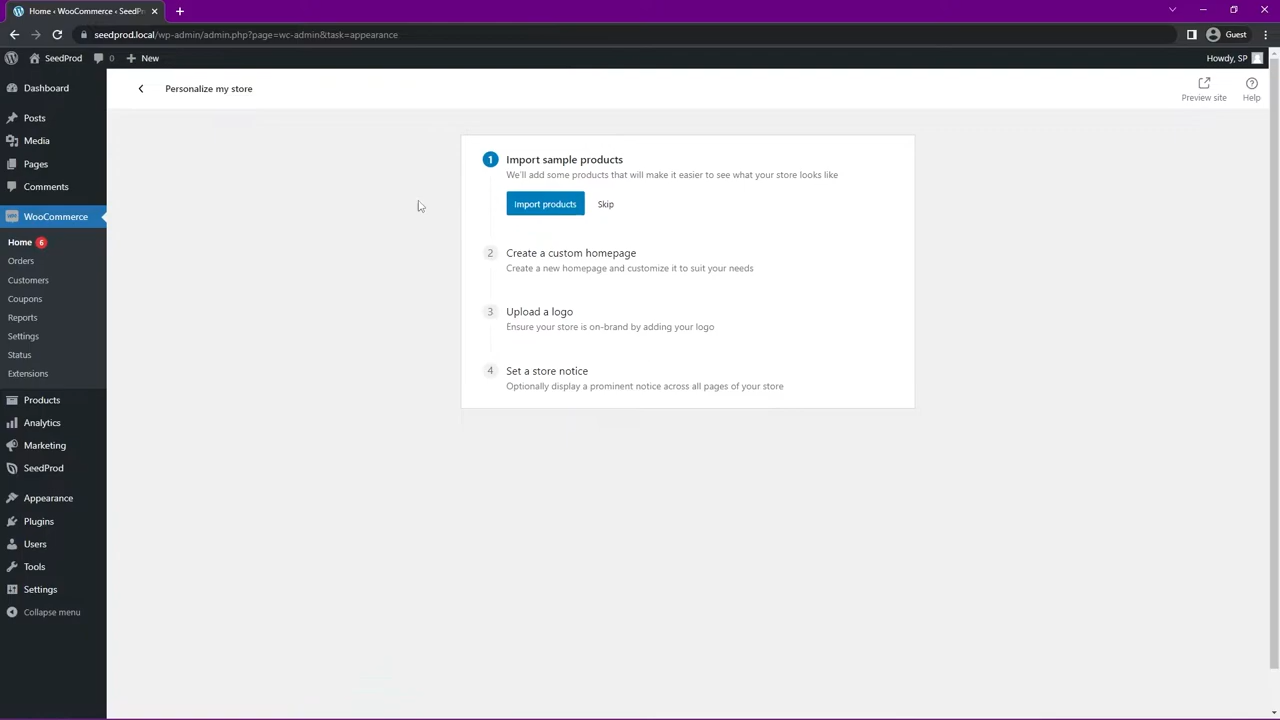 Home ‹ WooCommerce ‹ SeedPr
seedprod.local/wp-admin/admin.php?page=wc-admin&task=appearance
Guest
SeedProd
0
New
Howdy, SP
Dashboard
Posts
Media
Pages
Comments
WooCommerce
Home 6
Orders
Customers
Coupons
Reports
Settings
Status
Extensions
Products
Analytics
Marketing
SeedProd
Appearance
Plugins
Users
Tools
Settings
Collapse menu
Personalize my store
Preview site
Help
1 Import sample products
We'll add some products that will make it easier to see what your store looks like
Import products Skip
2 Create a custom homepage
Create a new homepage and customize it to suit your needs
3 Upload a logo
Ensure your store is on-brand by adding your logo
4 Set a store notice
Optionally display a prominent notice across all pages of your store